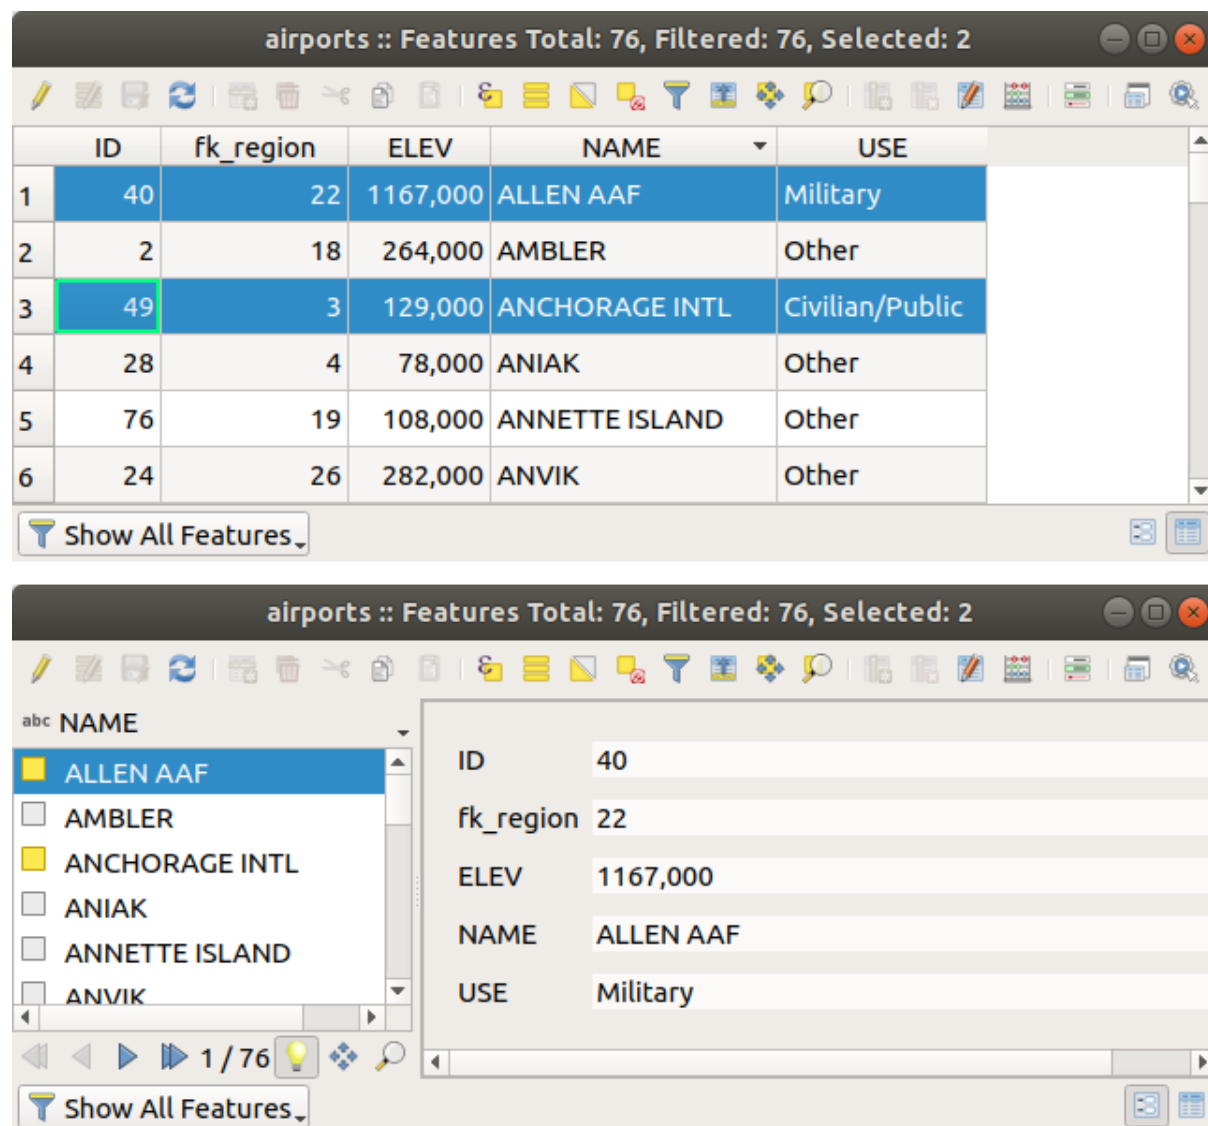 airports :: Features Total: 76, Filtered: 76, Selected: 2
ID fk_region ELEV NAME USE
1 40 22 1167,000 ALLEN AAF Military
2 2 18 264,000 AMBLER Other
3 49 3 129,000 ANCHORAGE INTL Civilian/Public
4 28 4 78,000 ANIAK Other
5 76 19 108,000 ANNETTE ISLAND Other
6 24 26 282,000 ANVIK Other
Show All Features
airports :: Features Total: 76, Filtered: 76, Selected: 2
abc NAME
ALLEN AAF
AMBLER
ANCHORAGE INTL
ANIAK
ANNETTE ISLAND
ANVIK
1 / 76
ID 40
fk_region 22
ELEV 1167,000
NAME ALLEN AAF
USE Military
Show All Features